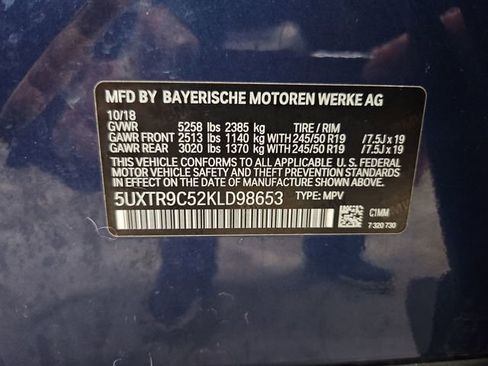 MFD BY BAYERISCHE MOTOREN WERKE AG
10/18
GVWR 5258 lbs 2385 kg TIRE / RIM
GAWR FRONT 2513 lbs 1140 KG WITH 245/50 R19 /7.5J x 19
GAWR REAR 3020 lbs 1370 kg WITH 245/50 R19 /7.5J x 19
THIS VEHICLE CONFORMS TO ALL APPLICABLE U. S. FEDERAL
MOTOR VEHICLE SAFETY AND THEFT PREVENTION STANDARDS
IN EFFECT ON THE DATE OF MANUFACTURE SHOWN ABOVE.
5UXTR9C52KLD98653 TYPE: MPV
C1MM
7 320 730